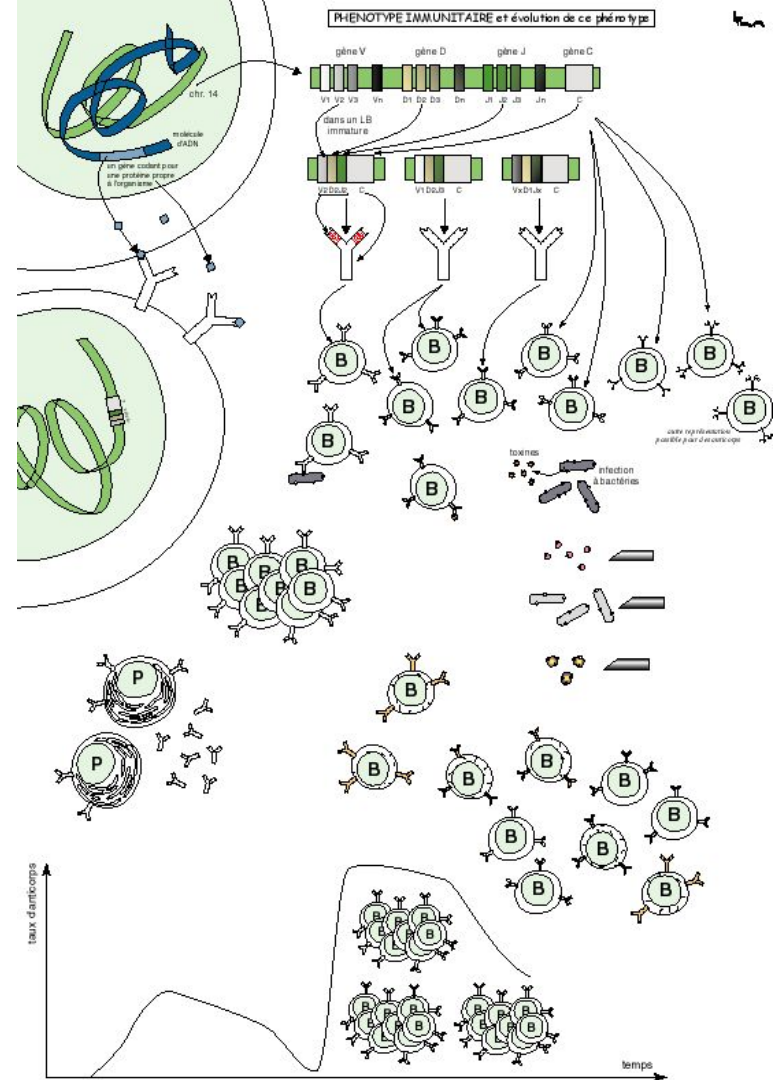 PHENOTYPE IMMUNITAIRE et évolution de ce phénotype
gène V gène D gène J gène C
chr. 14
V1 V2 V3 Vn D1 D2 D3 Dn J1 J2 J3 Jn C
dans un LB
immature
molécule
d'ADN
un gène codant pour
une protéine propre
à l'organisme
V2D2J2 C
V1D2J3 C
VxD1Jx C
B
B
B
B
B
B
B
B
B
autre représentation
possible pour des anticorps
B
B
toxines
infection
à bactéries
B
B
B
B
B
B
B
P
P
B
B
B
B
B
B
B
B
B
B
taux d'anticorps
B
B
B
B
B
B
B
B
B
temps